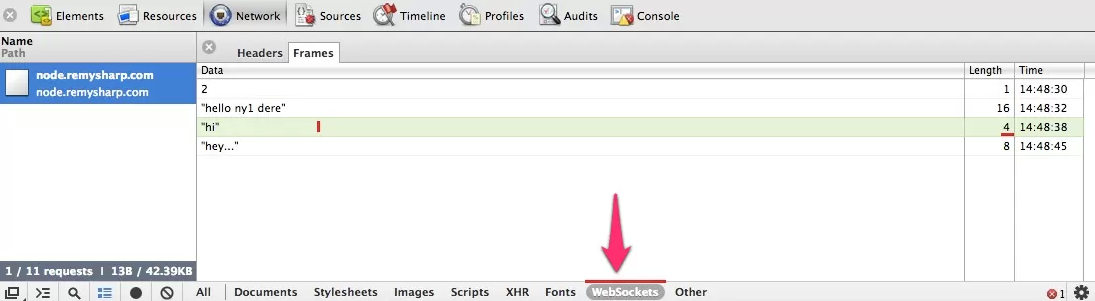 Elements Resources Network Sources Timeline Profiles Audits Console
Name
Path
Headers Frames
node.remysharp.com
node.remysharp.com
Data Length Time
2 1 14:48:30
"hello ny1 dere" 16 14:48:32
"hi" 4 14:48:38
"hey..." 8 14:48:45
1 / 11 requests | 13B / 42.39KB
All Documents Stylesheets Images Scripts XHR Fonts WebSockets Other 1